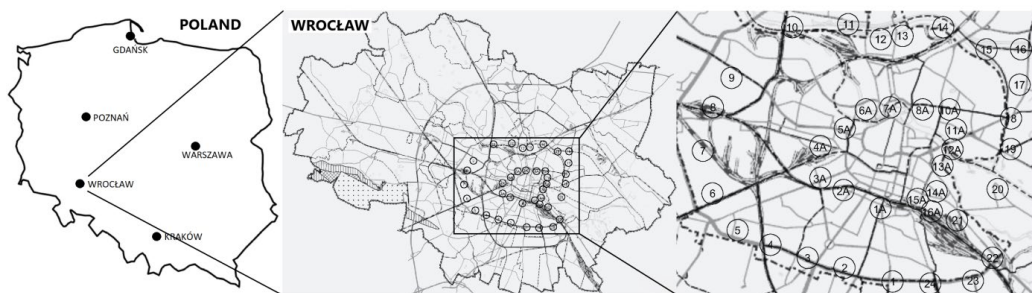 POLAND
GDAŃSK
POZNAŃ
WARSZAWA
WROCŁAW
KRAKÓW
WROCŁAW
10
11
12
13
14
15
16
9
17
8
6A
7A
8A
10A
18
5A
11A
7
4A
12A
19
13A
6
3A
2A
14A
20
15A
1A
16A
21
5
4
3
2
22
1
24
23